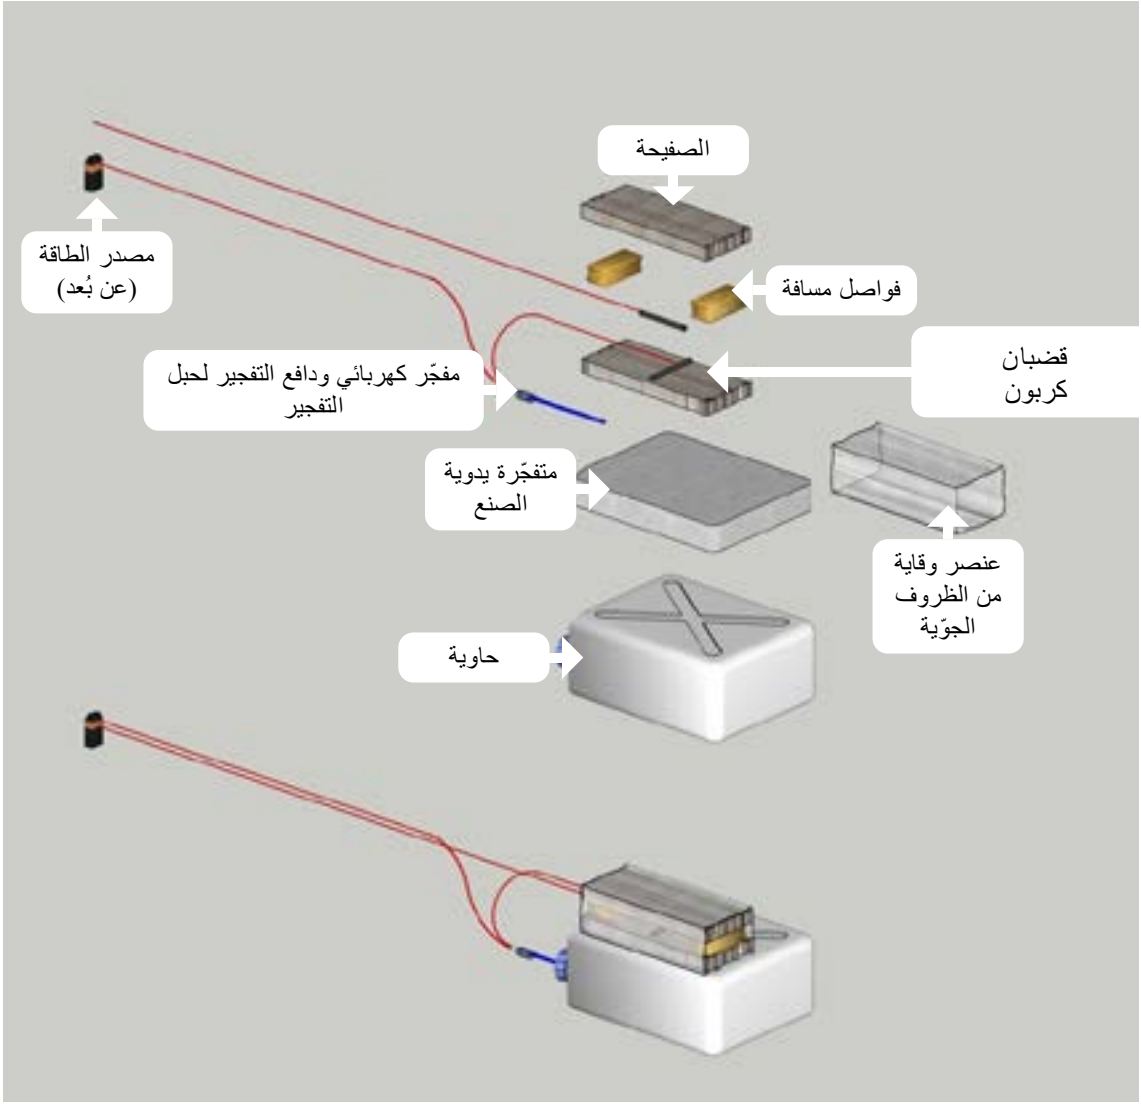 الصفيحة
مصدر الطاقة
(عن بُعد)
فواصل مسافة
قضبان
كربون
مفجّر كهربائي ودافع التفجير لحبل
التفجير
متفجّرة يدوية
الصنع
عنصر وقاية
من الظروف
الجوّية
حاوية